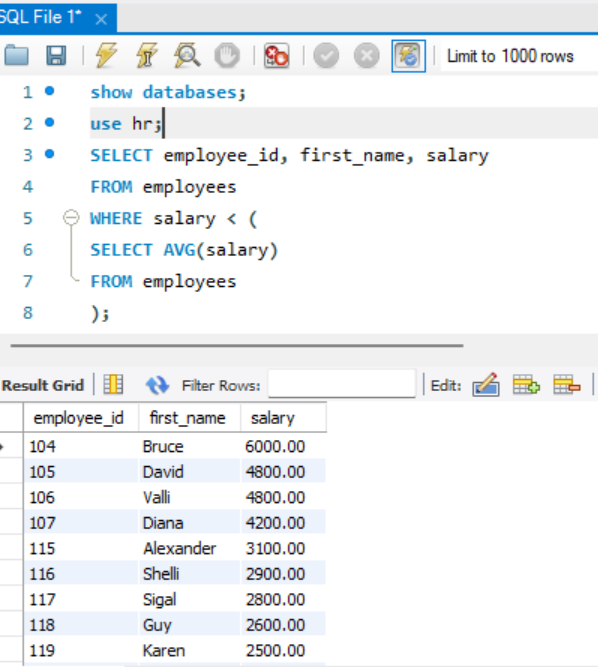 SQL File 1*
Limit to 1000 rows
1 show databases;
2 use hr;
3 SELECT employee_id, first_name, salary
4 FROM employees
5 WHERE salary < (
6 SELECT AVG(salary)
7 FROM employees
8 );
Result Grid Filter Rows: Edit:
employee_id first_name salary
104 Bruce 6000.00
105 David 4800.00
106 Valli 4800.00
107 Diana 4200.00
115 Alexander 3100.00
116 Shelli 2900.00
117 Sigal 2800.00
118 Guy 2600.00
119 Karen 2500.00